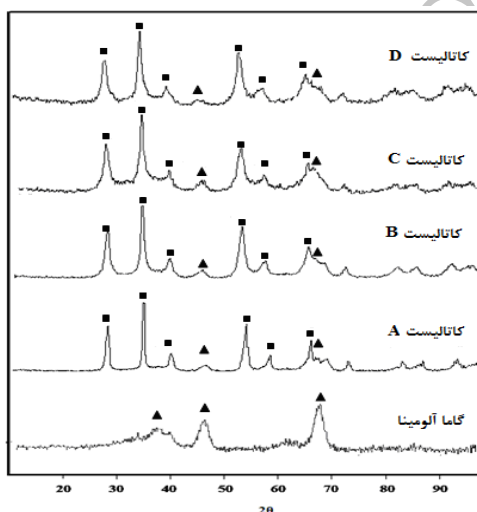 کاتالیست D
کاتالیست C
کاتالیست B
کاتالیست A
گاما آلومینا
20 30 40 50 60 70 80 90
2θ